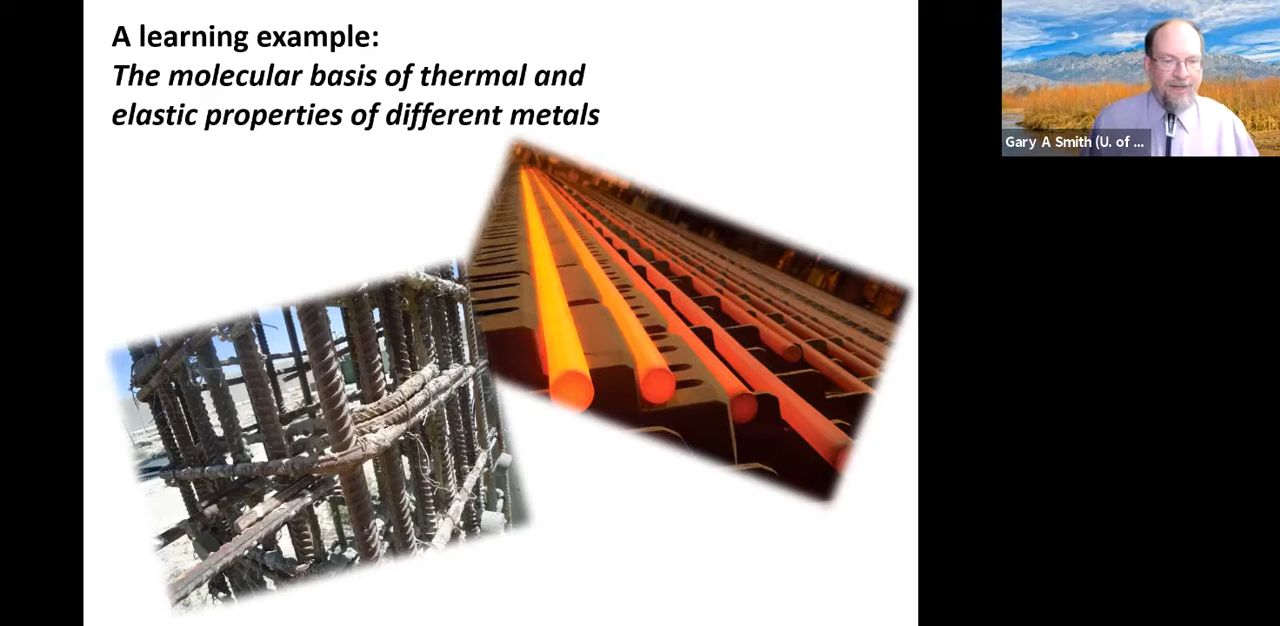 A learning example:
The molecular basis of thermal and
elastic properties of different metals
Gary A Smith (U. of ...